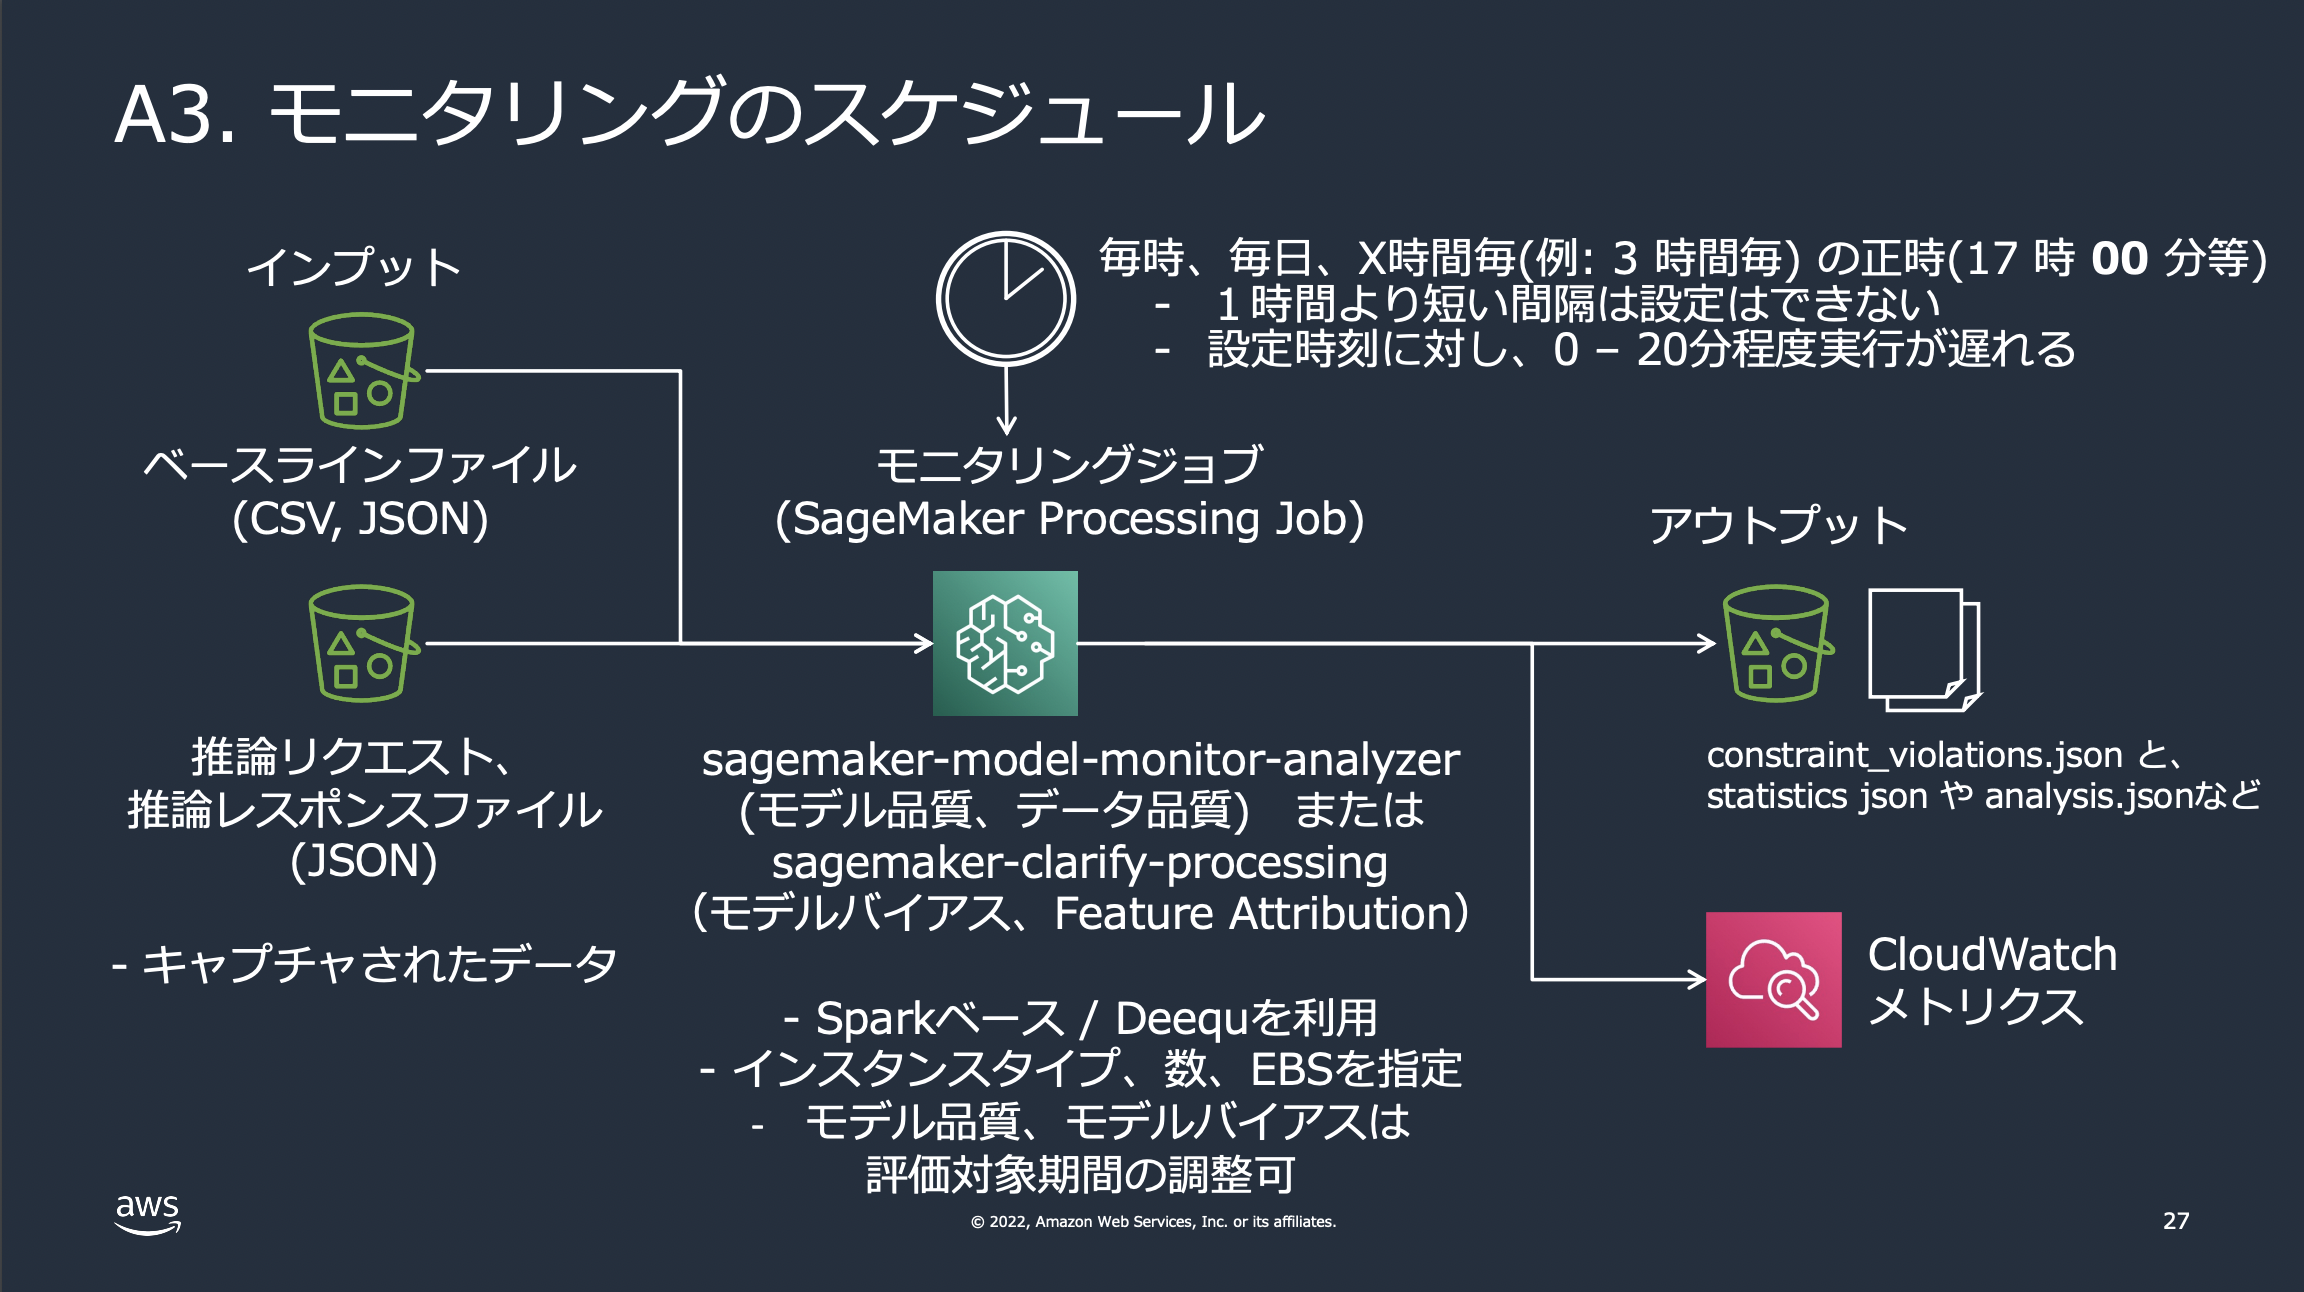 A3. モニタリングのスケジュール
インプット
ベースラインファイル
(CSV, JSON)
推論リクエスト、
推論レスポンスファイル
(JSON)
- キャプチャされたデータ
毎時、毎日、X時間毎(例: 3 時間毎) の正時(17 時 00 分等)
- １時間より短い間隔は設定はできない
- 設定時刻に対し、0 – 20分程度実行が遅れる
モニタリングジョブ
(SageMaker Processing Job)
sagemaker-model-monitor-analyzer
(モデル品質、データ品質)　または
sagemaker-clarify-processing
（モデルバイアス、Feature Attribution）
- Sparkベース / Deequを利用
- インスタンスタイプ、数、EBSを指定
- モデル品質、モデルバイアスは
評価対象期間の調整可
アウトプット
constraint_violations.json と、
statistics json や analysis.jsonなど
CloudWatch
メトリクス
aws
© 2022, Amazon Web Services, Inc. or its affiliates.
27